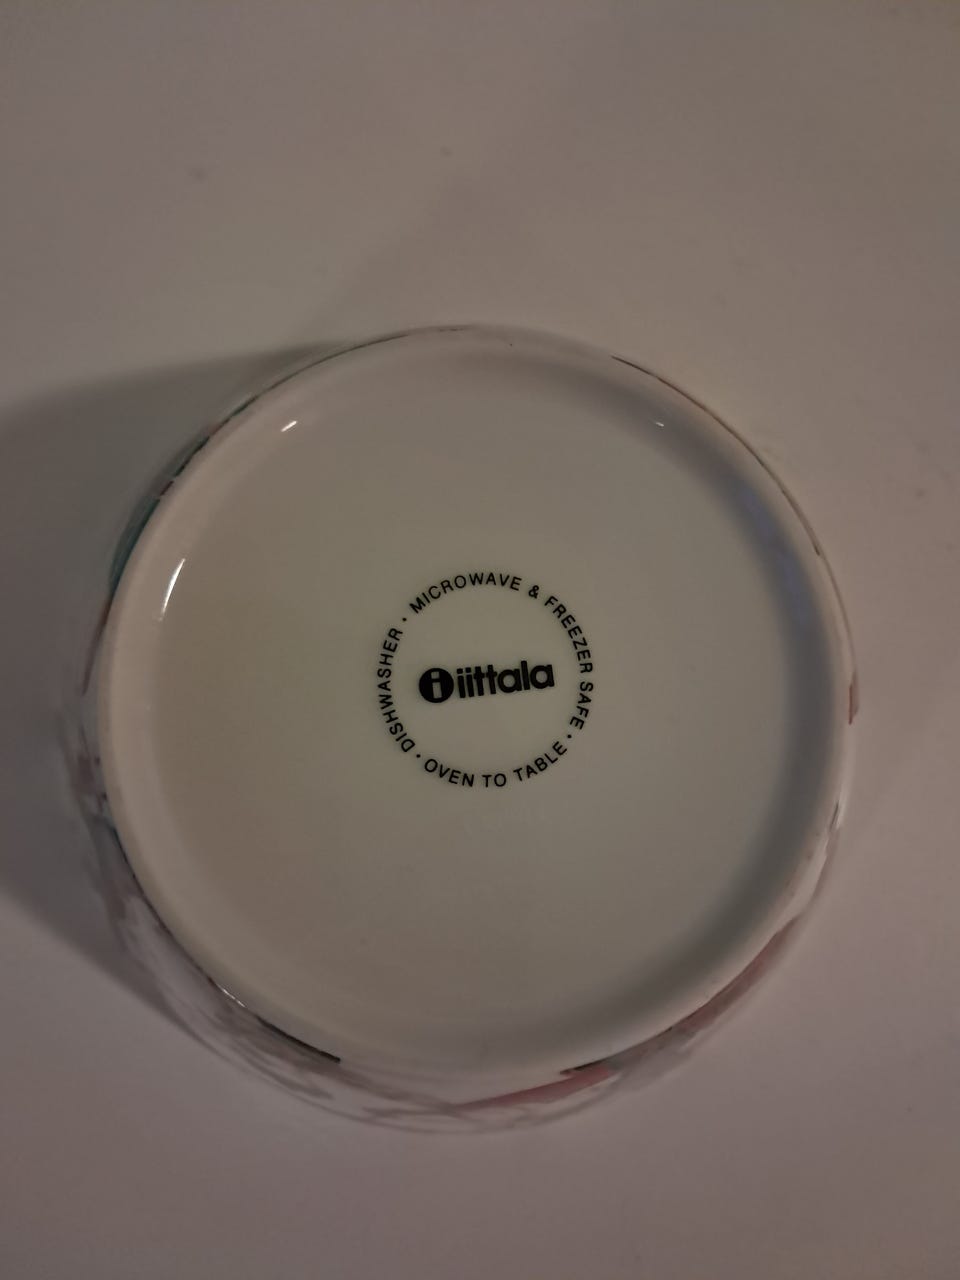 MICROWAVE & FREEZER SAFE ·
OVEN TO TABLE ·
DISHWASHER ·
i iittala